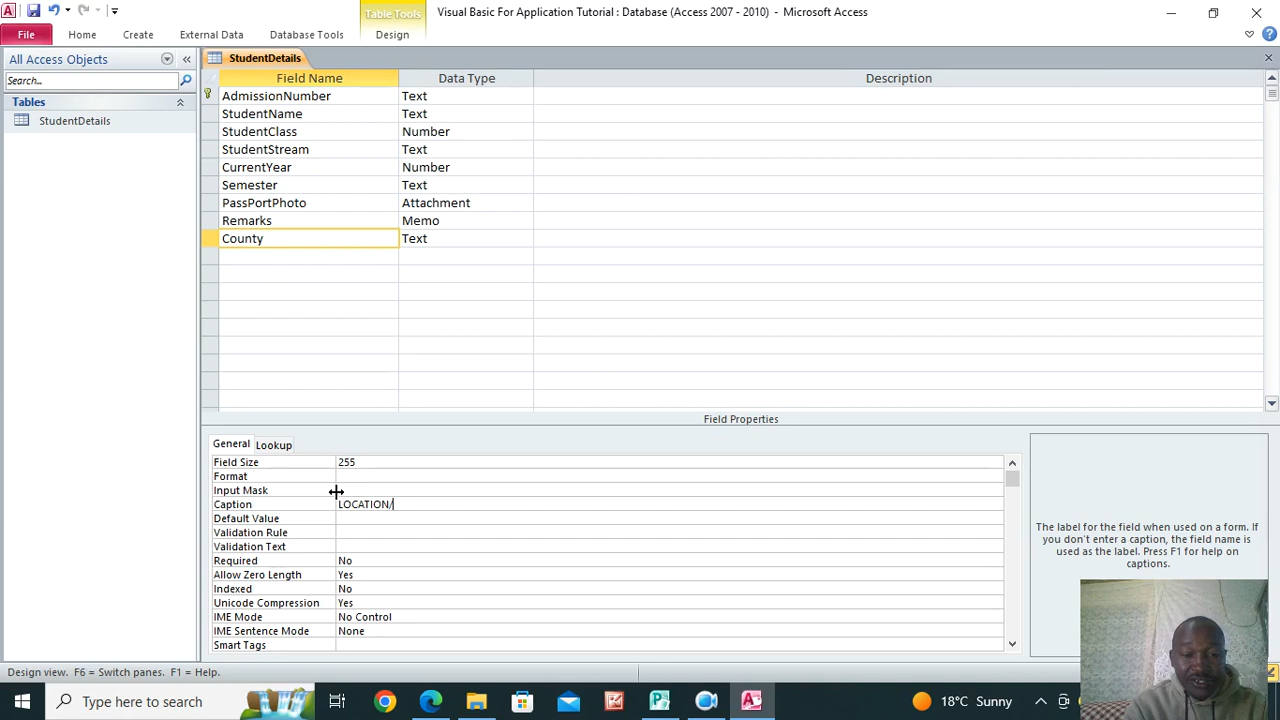 Table Tools
Visual Basic For Application Tutorial : Database (Access 2007 - 2010) - Microsoft Access
File
Home
Create
External Data
Database Tools
Design
All Access Objects
StudentDetails
Search...
Field Name
Data Type
Description
Tables
StudentDetails
AdmissionNumber
Text
StudentName
Text
StudentClass
Number
StudentStream
Text
CurrentYear
Number
Semester
Text
PassPortPhoto
Attachment
Remarks
Memo
County
Text
Field Properties
General
Lookup
Field Size
255
Format
Input Mask
Caption
LOCATION/
Default Value
Validation Rule
Validation Text
Required
No
Allow Zero Length
Yes
Indexed
No
Unicode Compression
Yes
IME Mode
No Control
IME Sentence Mode
None
Smart Tags
The label for the field when used on a form. If
you don't enter a caption, the field name is
used as the label. Press F1 for help on
captions.
Design view. F6 = Switch panes. F1 = Help.
Type here to search
18°C Sunny